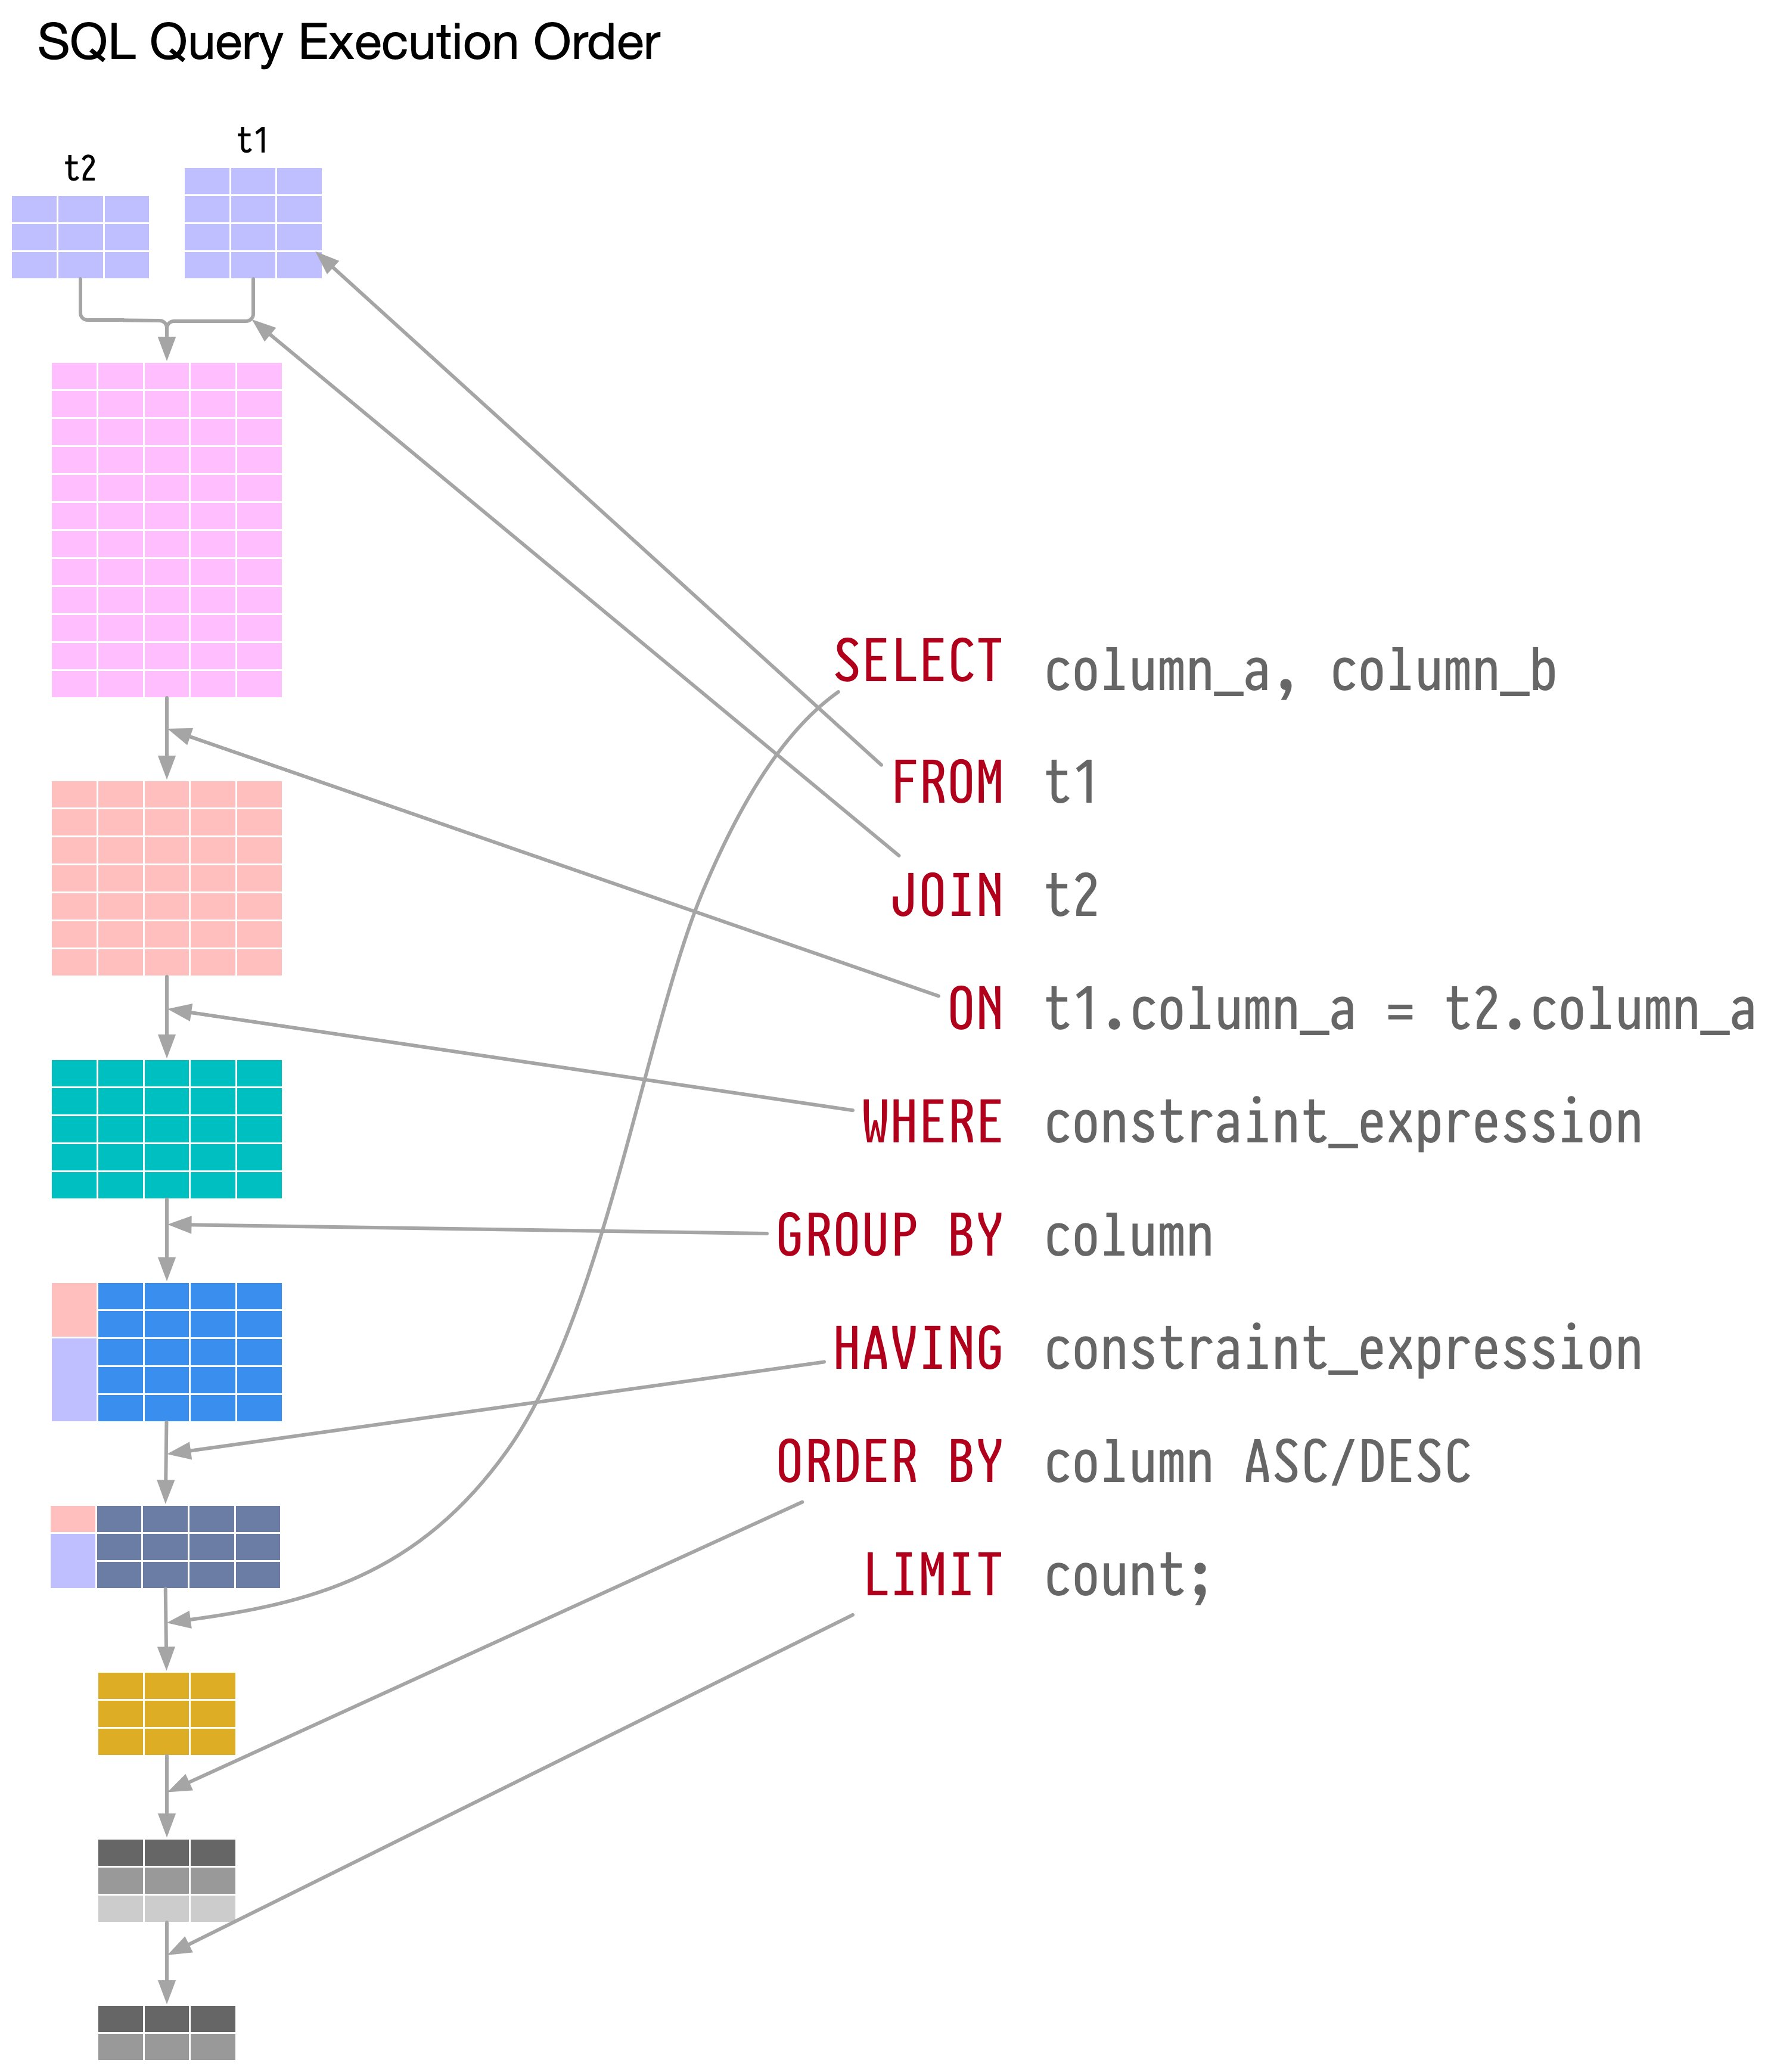 SQL Query Execution Order
t2
t1
SELECT column_a, column_b
FROM t1
JOIN t2
ON t1.column_a = t2.column_a
WHERE constraint_expression
GROUP BY column
HAVING constraint_expression
ORDER BY column ASC/DESC
LIMIT count;